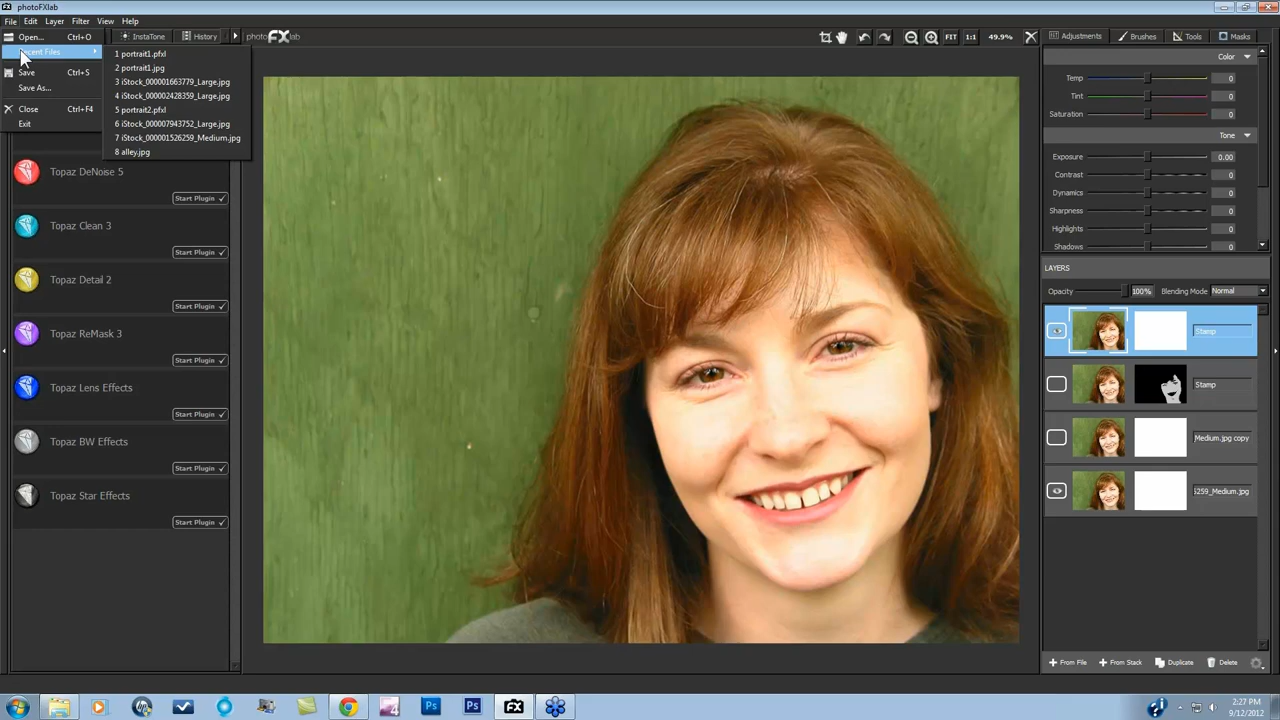 photoFXlab
File Edit Layer Filter View Help
Open... Ctrl+O
InstaTone History photoFXlab FIT 1:1 49.9% Adjustments Brushes Tools Masks
Recent Files
1 portrait1.pfxl
2 portrait1.jpg
3 iStock_000001663779_Large.jpg
4 iStock_000002428359_Large.jpg
5 portrait2.pfxl
6 iStock_000007943752_Large.jpg
7 iStock_000001526259_Medium.jpg
8 alley.jpg
Save Ctrl+S
Save As...
Close Ctrl+F4
Exit
Topaz DeNoise 5
Start Plugin
Topaz Clean 3
Start Plugin
Topaz Detail 2
Start Plugin
Topaz ReMask 3
Start Plugin
Topaz Lens Effects
Start Plugin
Topaz BW Effects
Start Plugin
Topaz Star Effects
Start Plugin
Color
Temp 0
Tint 0
Saturation 0
Tone
Exposure 0.00
Contrast 0
Dynamics 0
Sharpness 0
Highlights 0
Shadows 0
LAYERS
Opacity 100% Blending Mode Normal
Stamp
Stamp
Medium.jpg copy
5259_Medium.jpg
From File From Stack Duplicate Delete
2:27 PM
9/12/2012